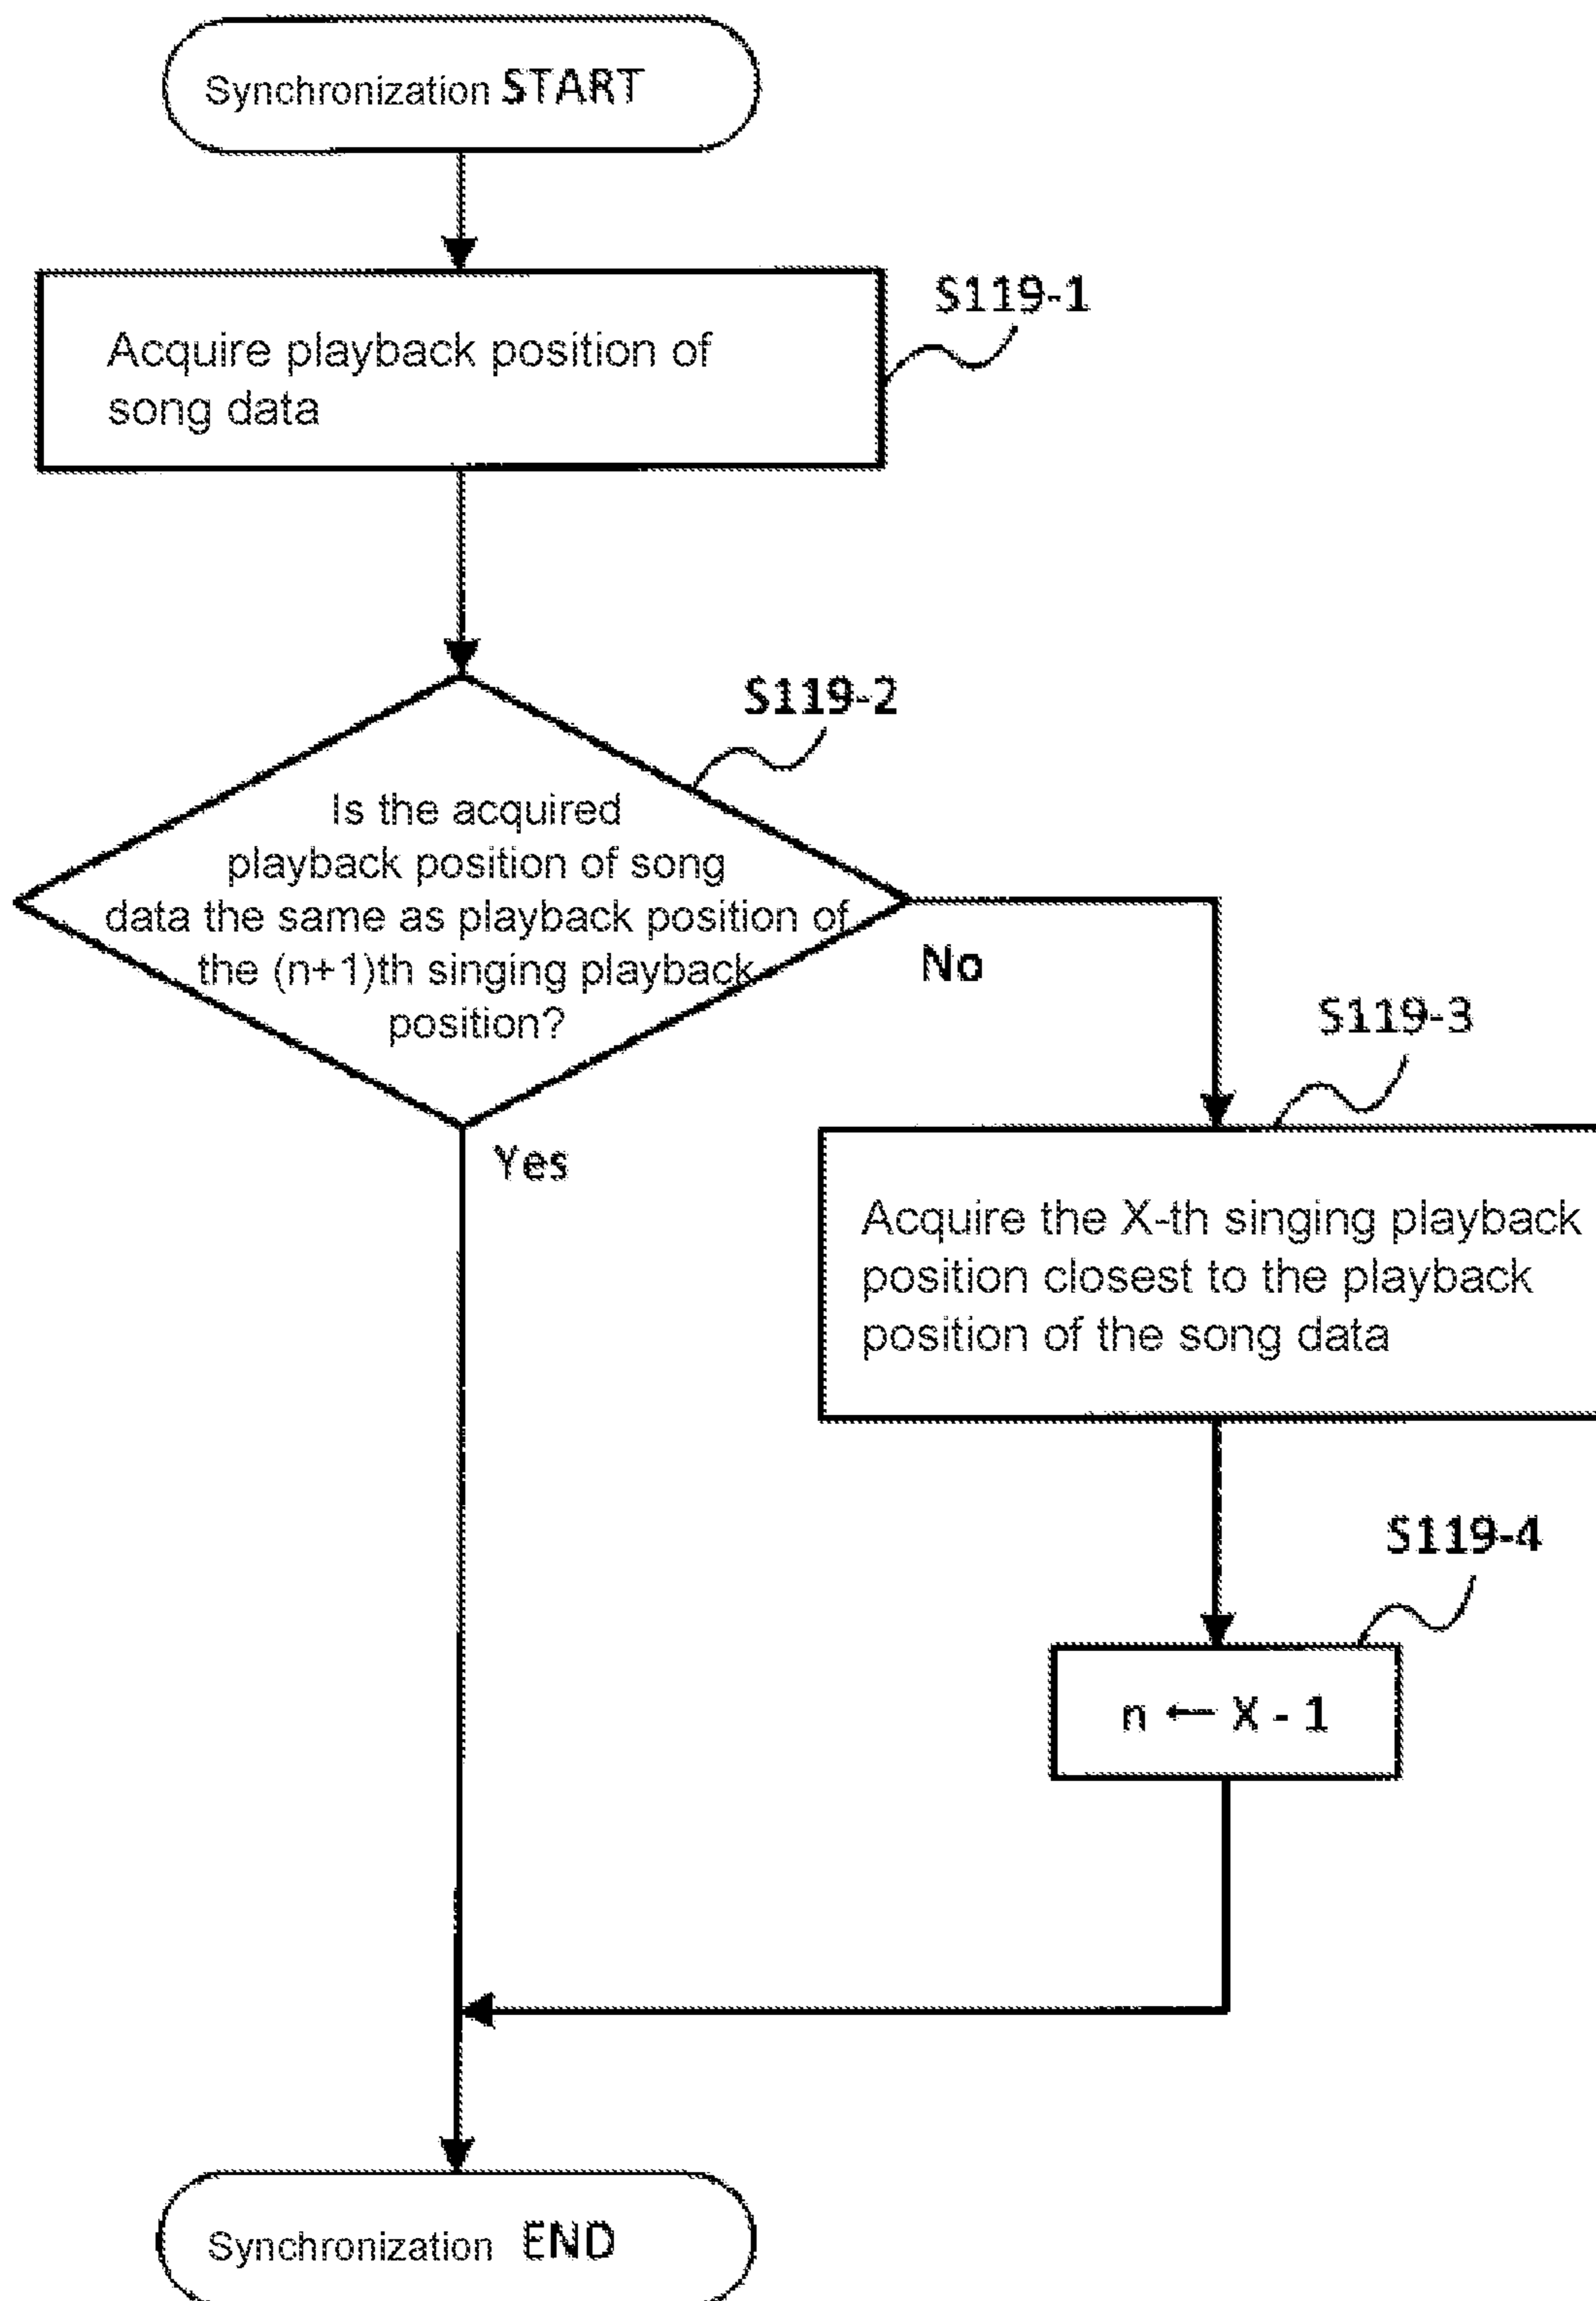 Synchronization START
S119-1
Acquire playback position of
song data
S119-2
Is the acquired
playback position of song
data the same as playback position of
the (n+1)th singing playback
position?
No
Yes
S119-3
Acquire the X-th singing playback
position closest to the playback
position of the song data
S119-4
n ← X - 1
Synchronization END